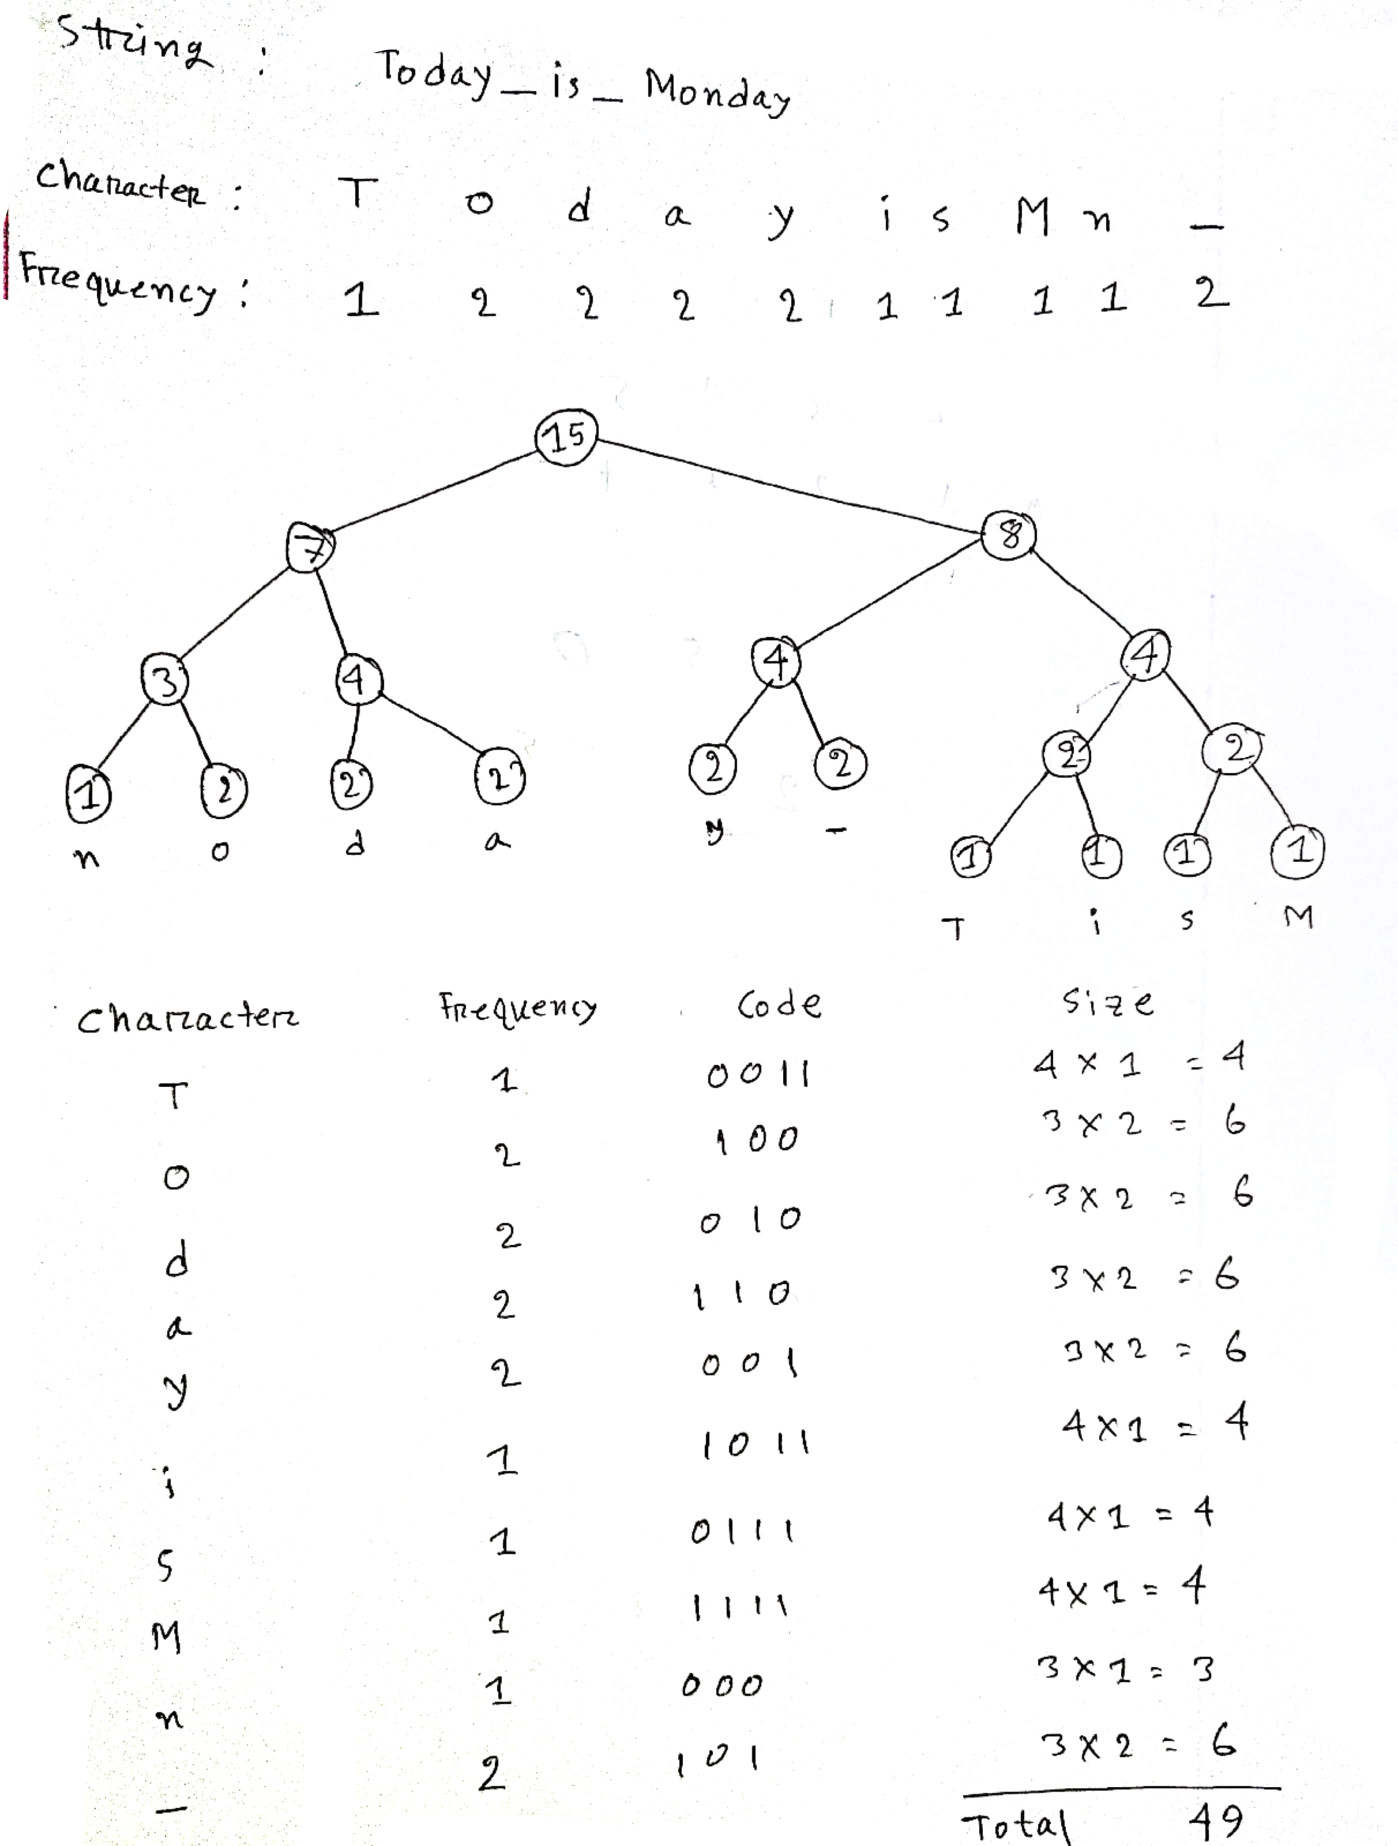 String : Today_is_Monday
Character : T o d a y i s M n _
Frequency : 1 2 2 2 2 1 1 1 1 2
15
7 8
3 4 4 4
1 2 2 2 2 2 2 2
n o d a y _
1 1 1 1
T i s M
Character Frequency Code Size
T 1 0011 4 x 1 = 4
o 2 100 3 x 2 = 6
d 2 010 3 x 2 = 6
a 2 110 3 x 2 = 6
y 2 001 3 x 2 = 6
i 1 1011 4 x 1 = 4
s 1 0111 4 x 1 = 4
M 1 1111 4 x 1 = 4
n 1 000 3 x 1 = 3
_ 2 101 3 x 2 = 6
Total 49